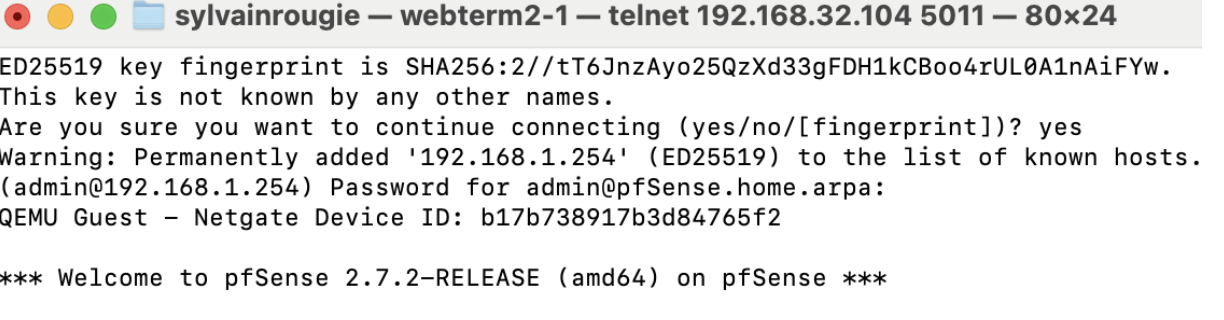 sylvainrougie — webterm2-1 — telnet 192.168.32.104 5011 — 80×24
ED25519 key fingerprint is SHA256:2//tT6JnzAyo25QzXd33gFDH1kCBoo4rUL0A1nAiFYw.
This key is not known by any other names.
Are you sure you want to continue connecting (yes/no/[fingerprint])? yes
Warning: Permanently added '192.168.1.254' (ED25519) to the list of known hosts.
(admin@192.168.1.254) Password for admin@pfSense.home.arpa:
QEMU Guest - Netgate Device ID: b17b738917b3d84765f2
*** Welcome to pfSense 2.7.2-RELEASE (amd64) on pfSense ***